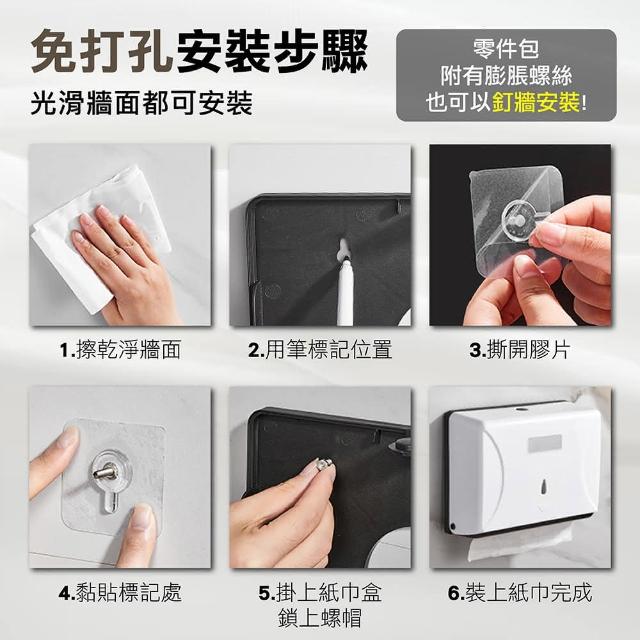 免打孔安裝步驟
光滑牆面都可安裝
零件包
附有膨脹螺絲
也可以釘牆安裝!
1.擦乾淨牆面
2.用筆標記位置
3.撕開膠片
4.黏貼標記處
5.掛上紙巾盒
鎖上螺帽
6.裝上紙巾完成